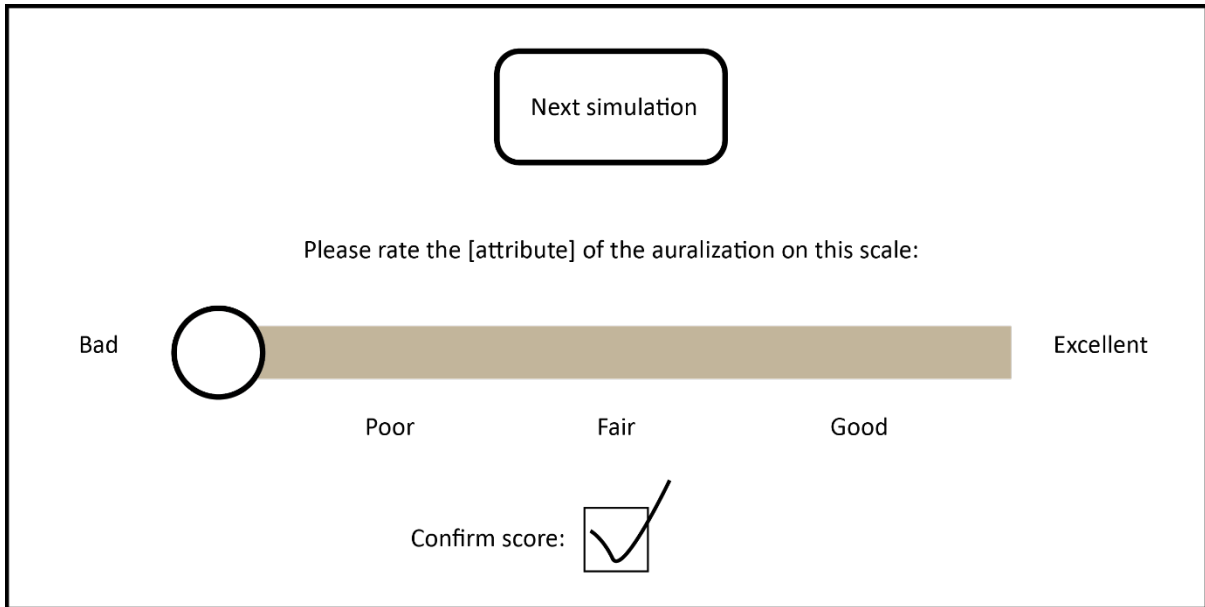 Next simulation
Please rate the [attribute] of the auralization on this scale:
Bad
Excellent
Poor
Fair
Good
Confirm score: